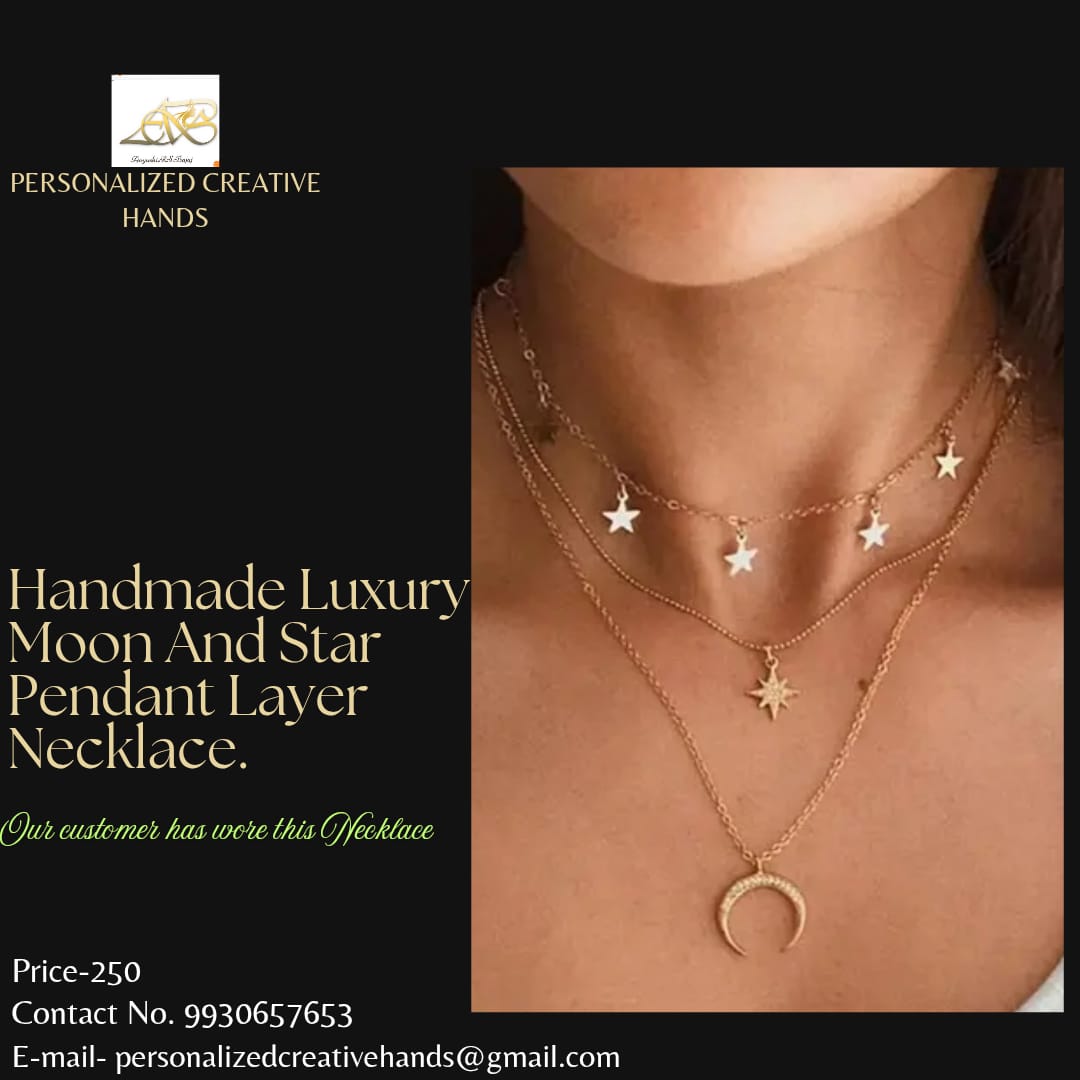 PERSONALIZED CREATIVE
HANDS
Handmade Luxury
Moon And Star
Pendant Layer
Necklace.
Our customer has wore this Necklace
Price-250
Contact No. 9930657653
E-mail- personalizedcreativehands@gmail.com